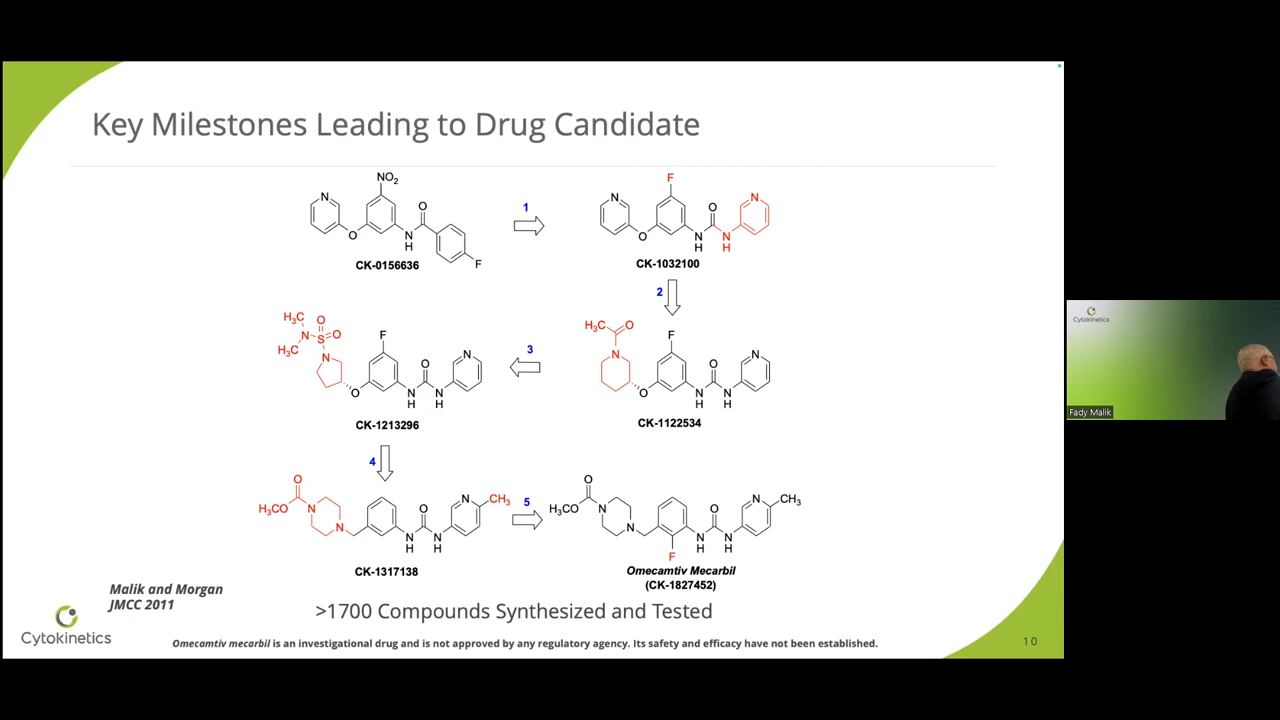 Key Milestones Leading to Drug Candidate
NO2
N
O
O
N
H
F
CK-0156636
1
F
N
O
O
N
H
N
H
N
CK-1032100
2
H3C
N
H3C
S
O
O
N
F
O
O
N
H
N
H
N
CK-1213296
3
H3C
O
N
F
O
O
N
H
N
H
N
CK-1122534
4
O
H3CO
N
N
O
N
H
N
H
N
CH3
CK-1317138
5
O
H3CO
N
N
F
O
N
H
N
H
N
CH3
Omecamtiv Mecarbil
(CK-1827452)
Malik and Morgan
JMCC 2011
>1700 Compounds Synthesized and Tested
Cytokinetics
Omecamtiv mecarbil is an investigational drug and is not approved by any regulatory agency. Its safety and efficacy have not been established.
10
Cytokinetics
Fady Malik